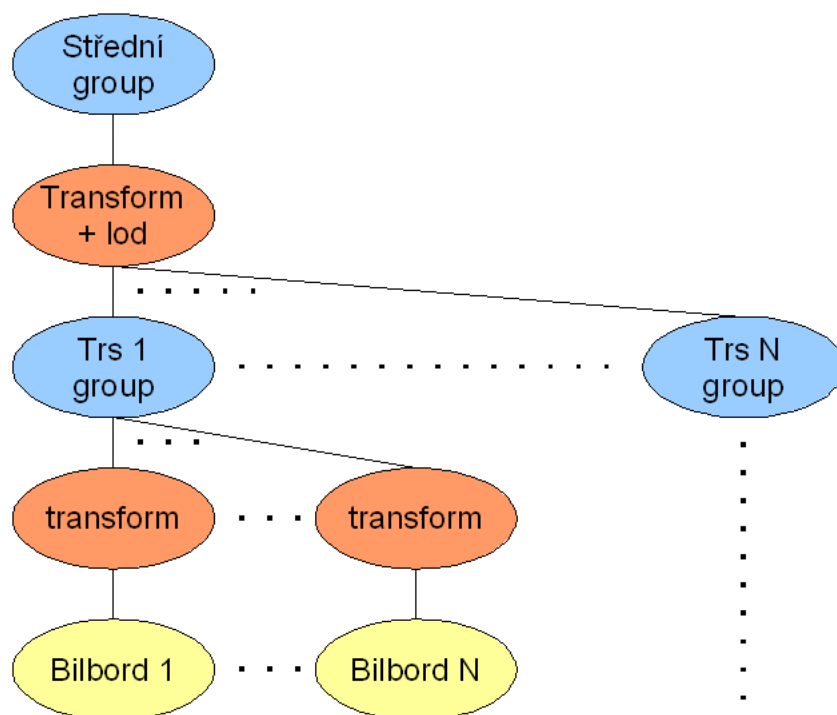 Střední
group
Transform
+ lod
Trs 1
group
Trs N
group
transform
transform
Bilbord 1
Bilbord N